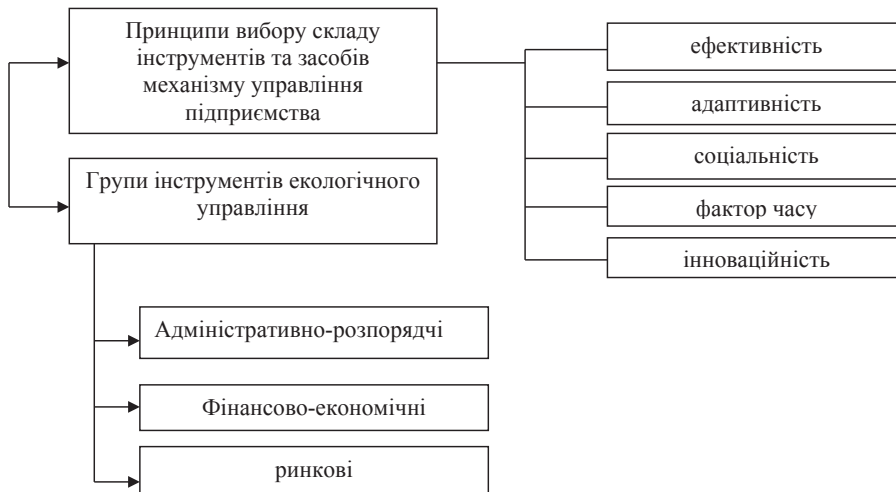 Принципи вибору складу
інструментів та засобів
механізму управління
підприємства
ефективність
адаптивність
соціальність
фактор часу
інноваційність
Групи інструментів екологічного
управління
Адміністративно-розпорядчі
Фінансово-економічні
ринкові